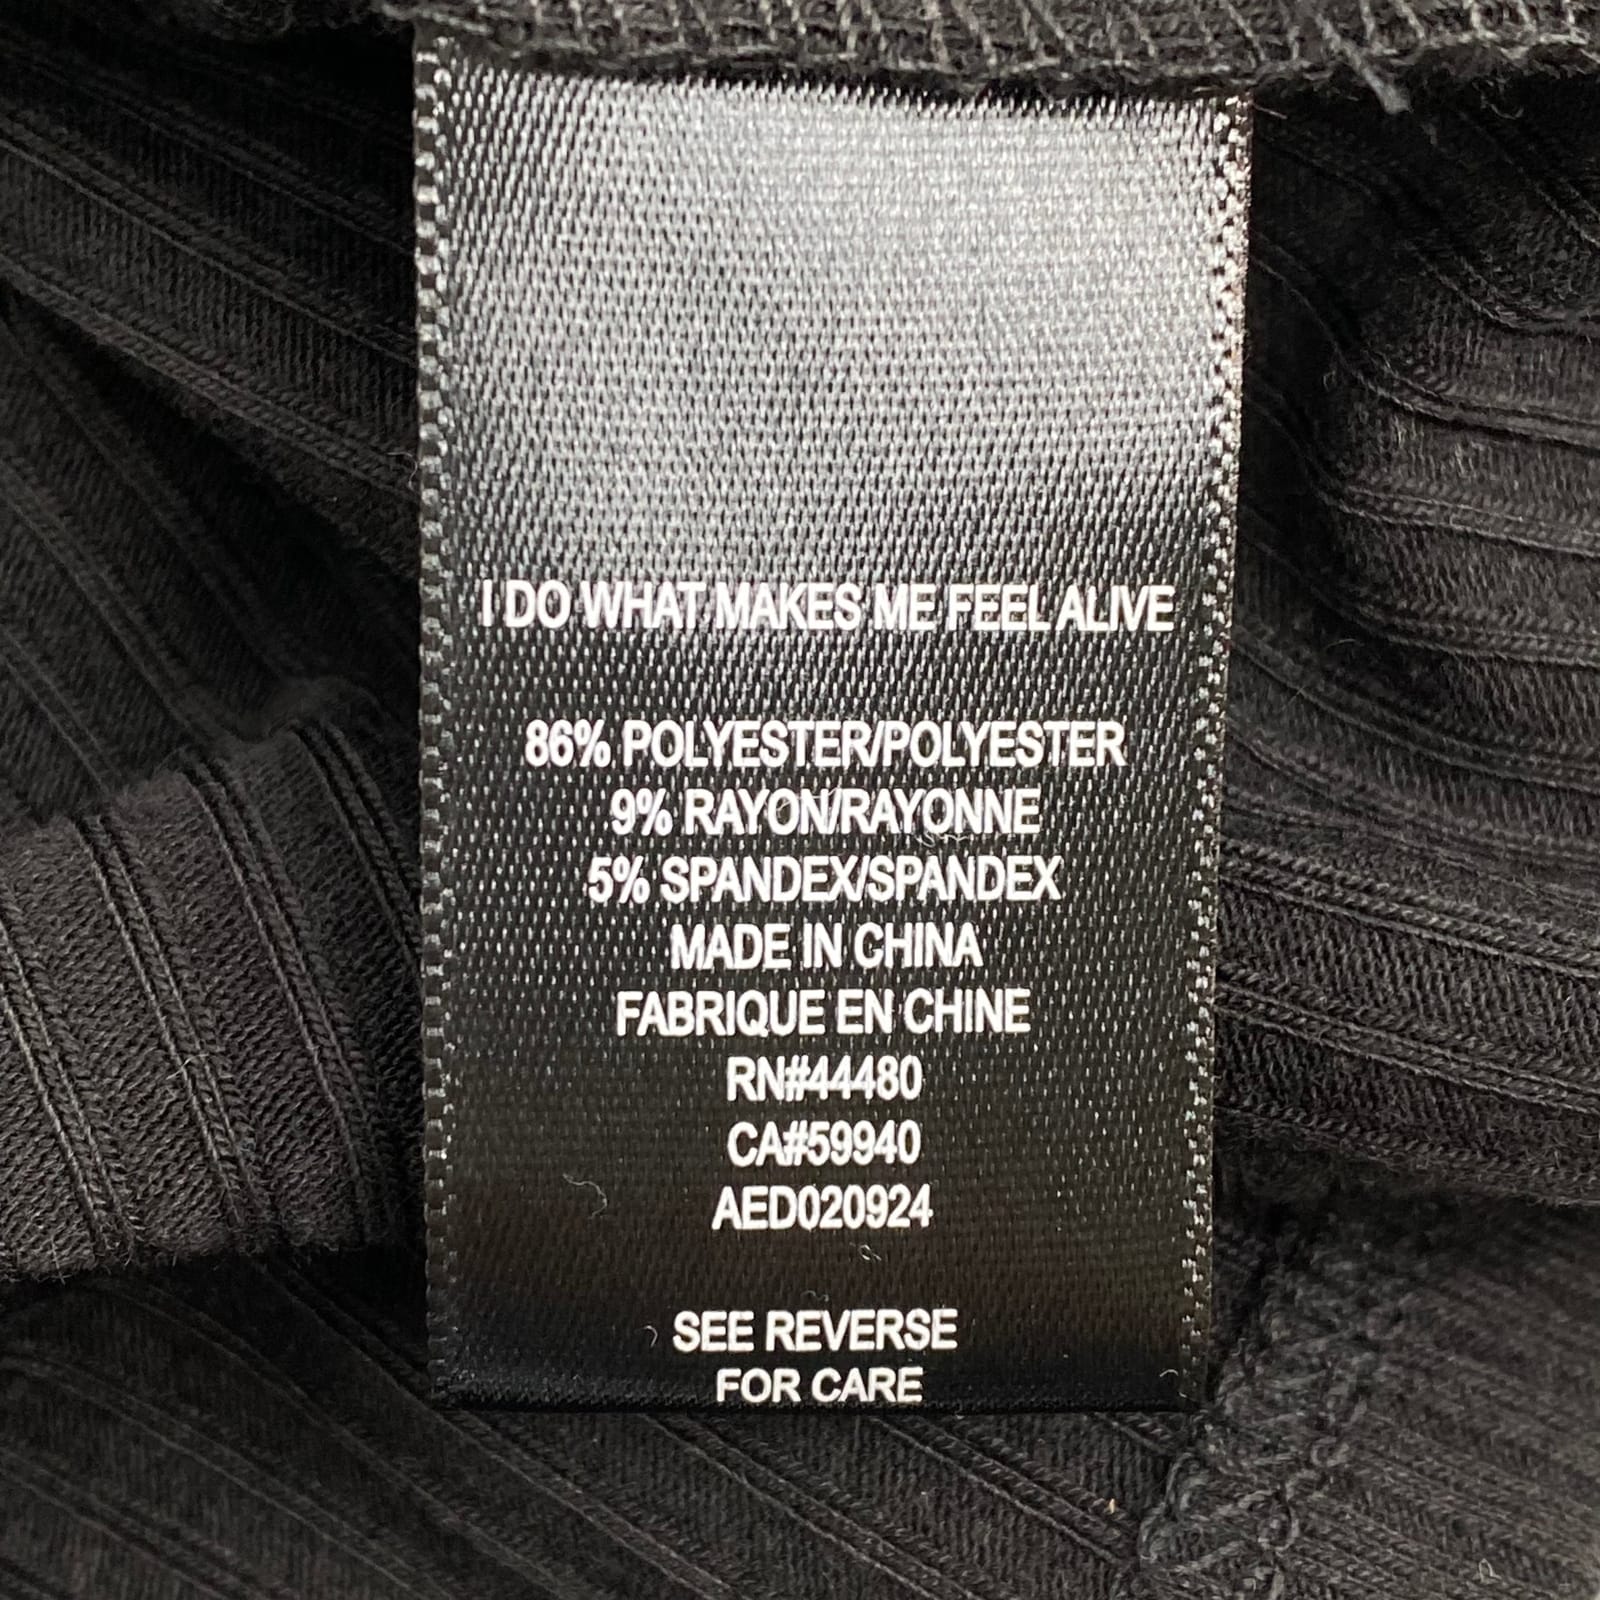 I DO WHAT MAKES ME FEEL ALIVE
86% POLYESTER/POLYESTER
9% RAYON/RAYONNE
5% SPANDEX/SPANDEX
MADE IN CHINA
FABRIQUE EN CHINE
RN#44480
CA#59940
AED020924
SEE REVERSE
FOR CARE